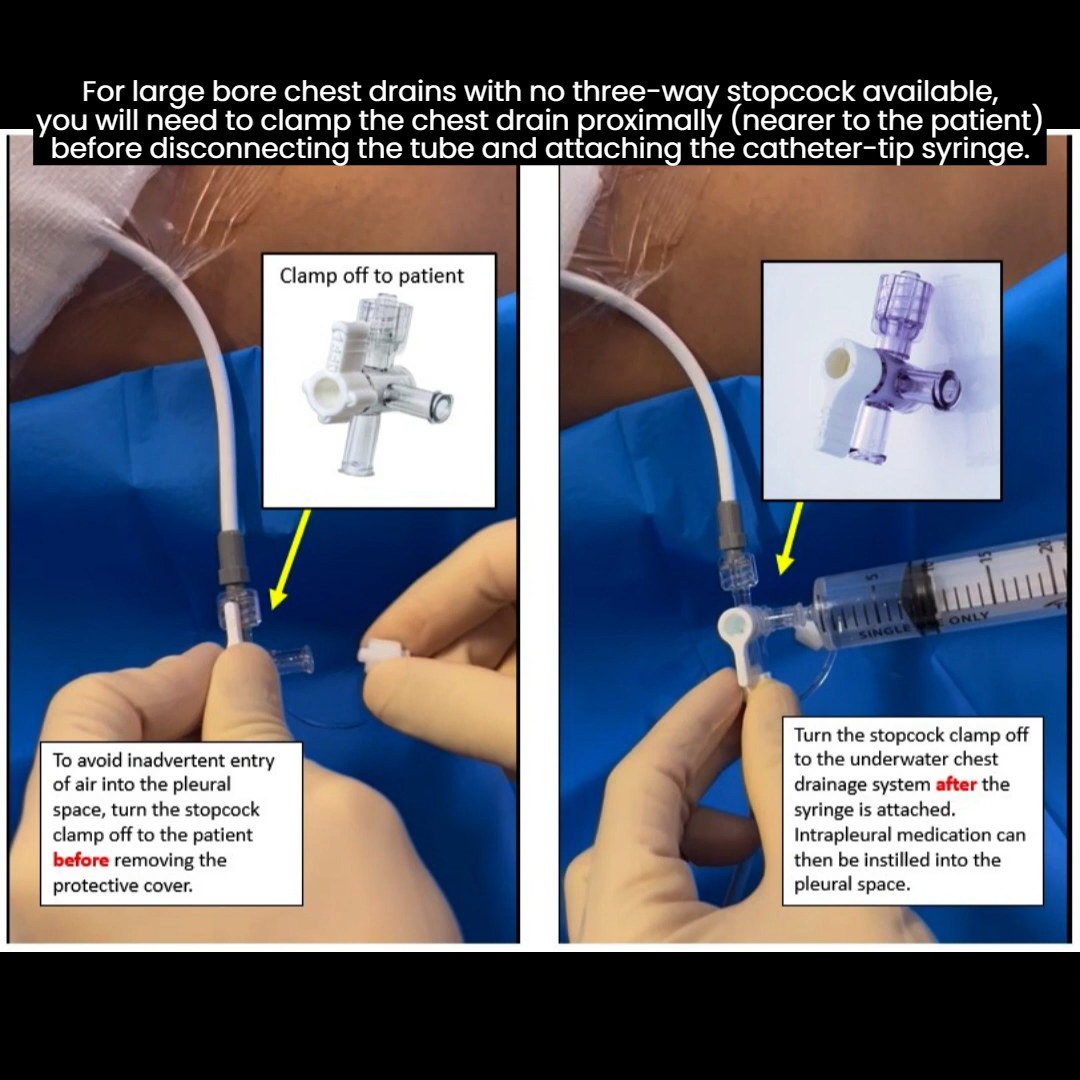 For large bore chest drains with no three-way stopcock available,
you will need to clamp the chest drain proximally (nearer to the patient)
before disconnecting the tube and attaching the catheter-tip syringe.
Clamp off to patient
To avoid inadvertent entry
of air into the pleural
space, turn the stopcock
clamp off to the patient
before removing the
protective cover.
5
10
15
20
SINGLE
ONLY
Turn the stopcock clamp off
to the underwater chest
drainage system after the
syringe is attached.
Intrapleural medication can
then be instilled into the
pleural space.